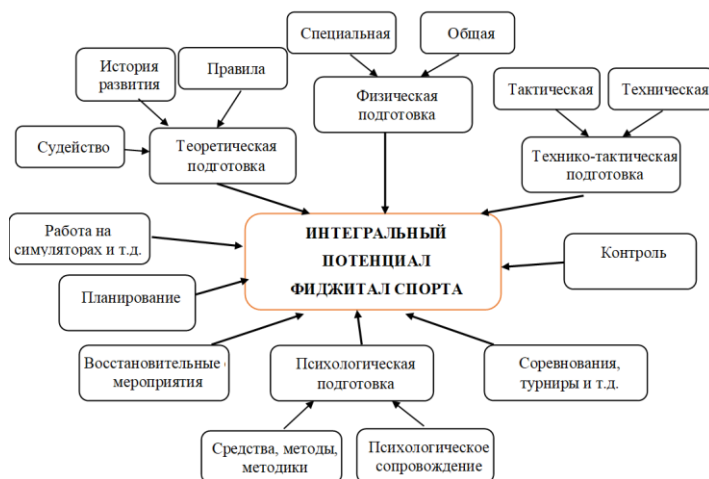 Специальная
Общая
История
развития
Правила
Физическая
подготовка
Тактическая
Техническая
Судейство
Теоретическая
подготовка
Технико-тактическая
подготовка
Работа на
симуляторах и т.д.
ИНТЕГРАЛЬНЫЙ
ПОТЕНЦИАЛ
ФИДЖИТАЛ СПОРТА
Контроль
Планирование
Восстановительные
мероприятия
Психологическая
подготовка
Соревнования,
турниры и т.д.
Средства, методы,
методики
Психологическое
сопровождение